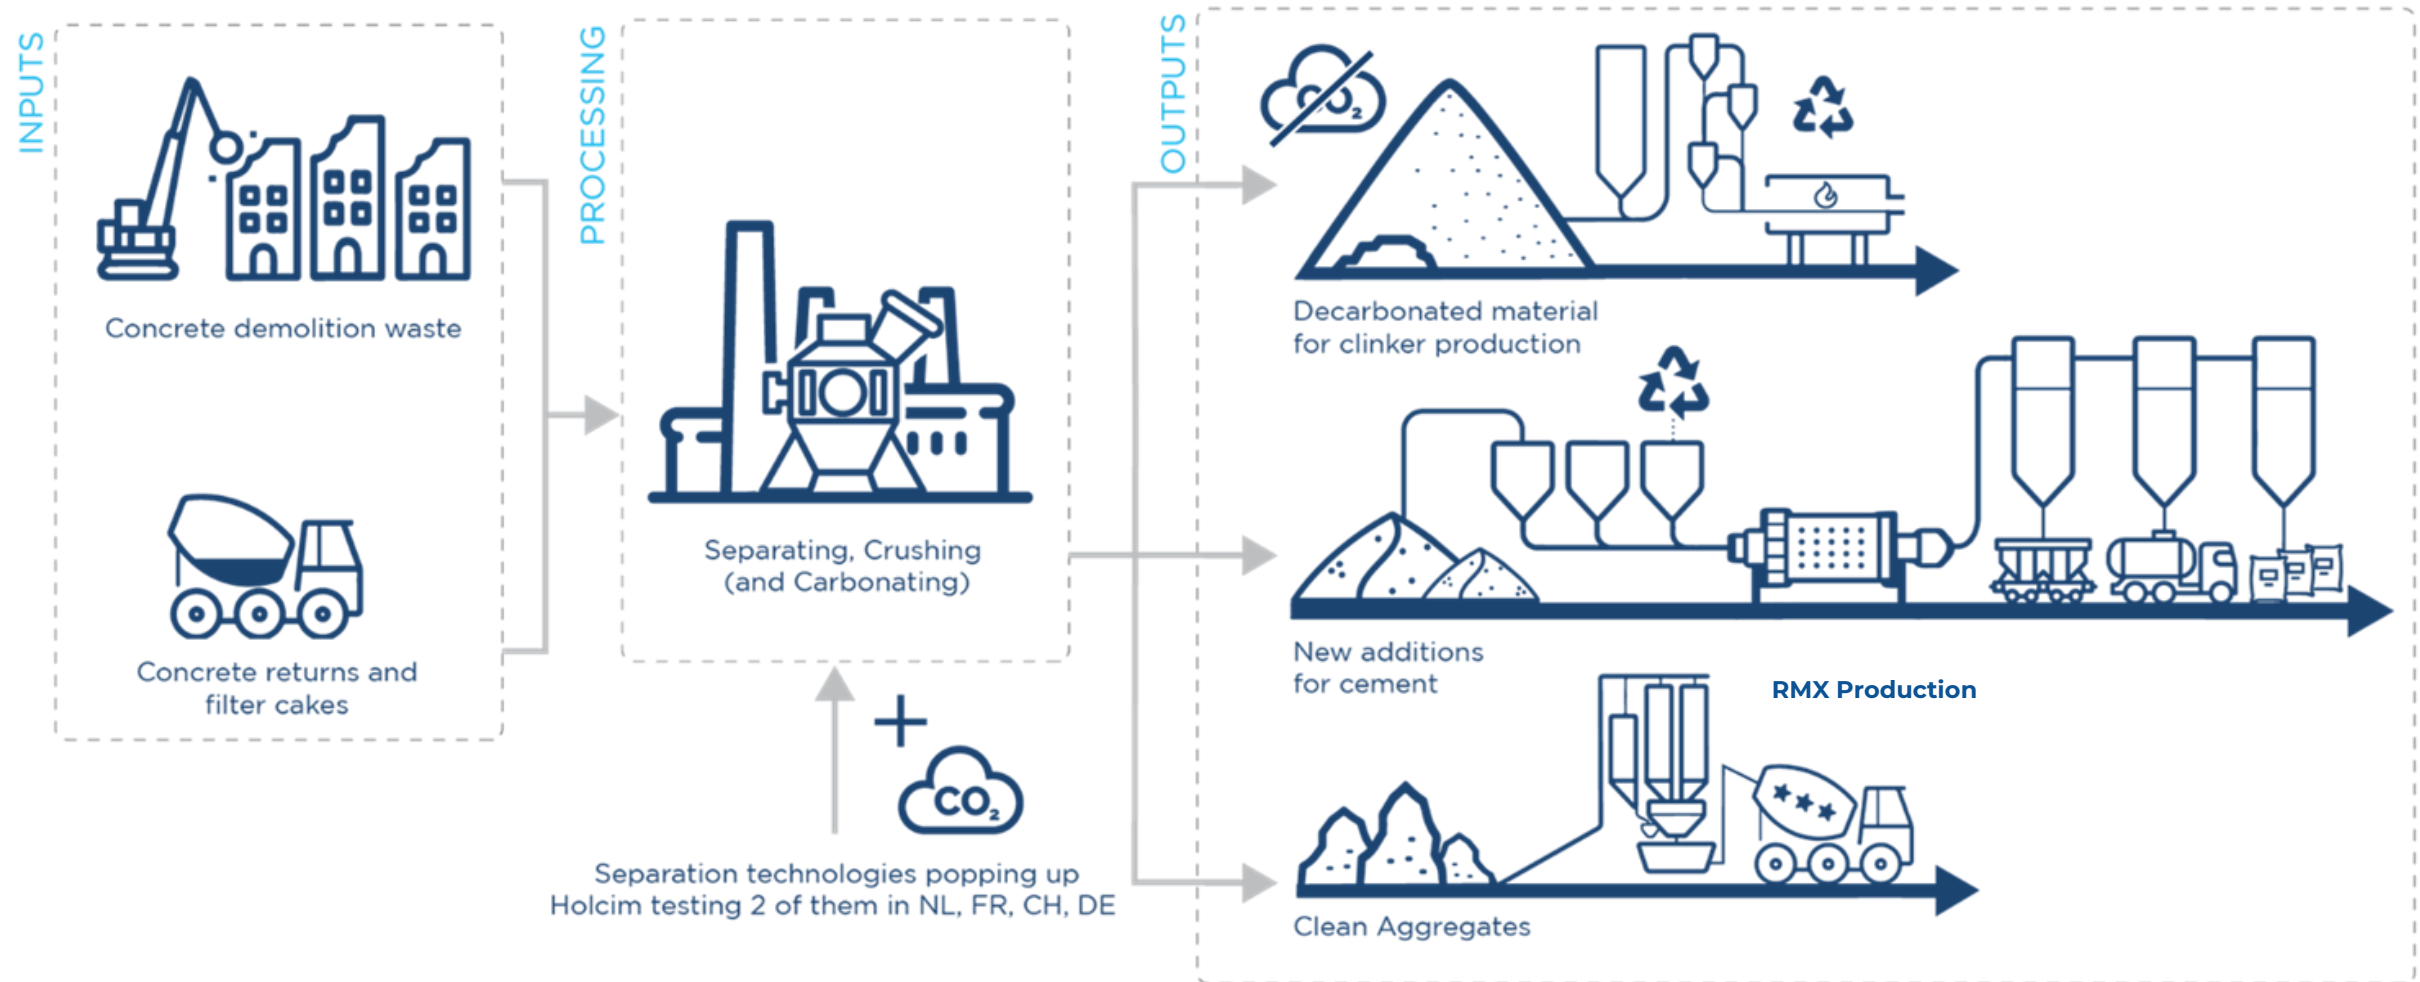 INPUTS
Concrete demolition waste
Concrete returns and
filter cakes
PROCESSING
Separating, Crushing
(and Carbonating)
CO₂
Separation technologies popping up
Holcim testing 2 of them in NL, FR, CH, DE
OUTPUTS
CO₂
Decarbonated material
for clinker production
New additions
for cement
RMX Production
Clean Aggregates